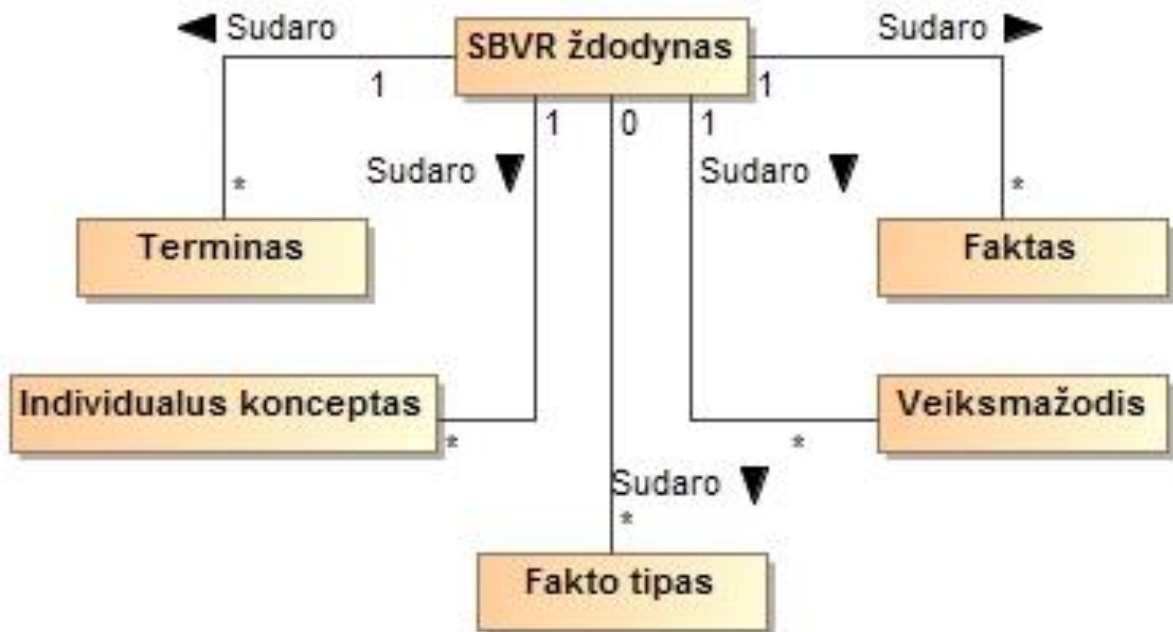 Sudaro
SBVR ždodynas
Sudaro
1
1
1
0
1
Sudaro
Sudaro
*
*
Terminas
Faktas
Individualus konceptas
Veiksmažodis
*
*
Sudaro
*
Fakto tipas